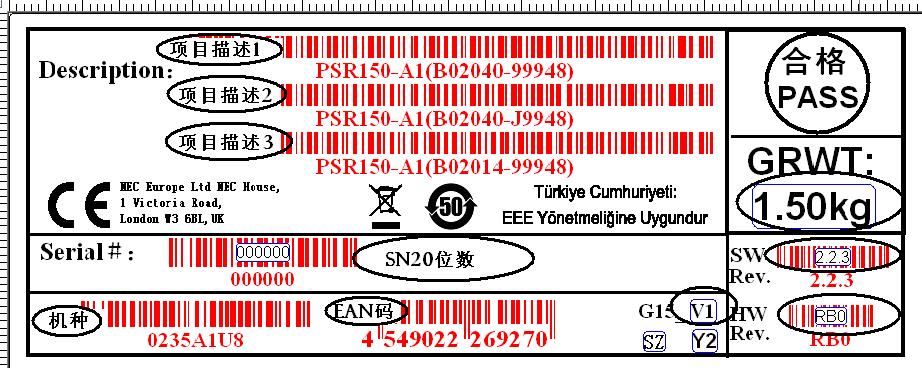 项目描述1
Description:
PSR150-A1(B02040-99948)
项目描述2
PSR150-A1(B02040-J9948)
项目描述3
PSR150-A1(B02014-99948)
合格
PASS
GRWT:
1.50kg
NEC Europe Ltd NEC House,
1 Victoria Road,
London W3 6BL, UK
CE
50
Türkiye Cumhuriyeti:
EEE Yönetmeliğine Uygundur
Serial#:
000000
000000
SN20位数
SW
Rev.
2.2.3
2.2.3
机种
0235A1U8
EAN码
4 549022 269270
G15_V1
SZ Y2
HW
Rev.
RB0
RB0